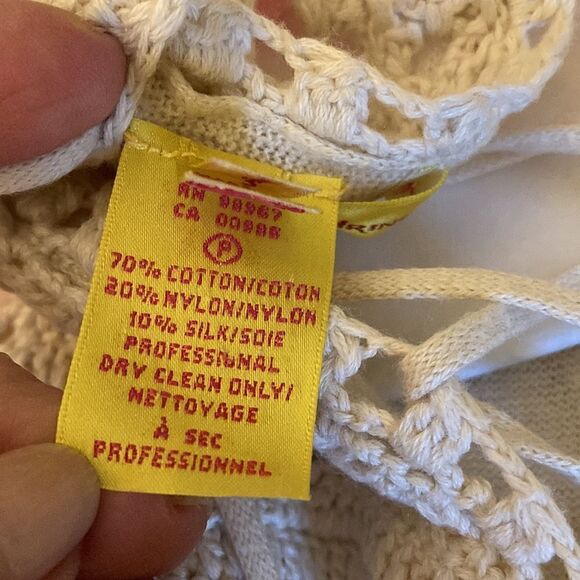 S
RN 98967
CA 00988
P
70% COTTON/COTON
20% NYLON/NYLON
10% SILK/SOIE
PROFESSIONAL
DRY CLEAN ONLY/
NETTOYAGE
À SEC
PROFESSIONNEL